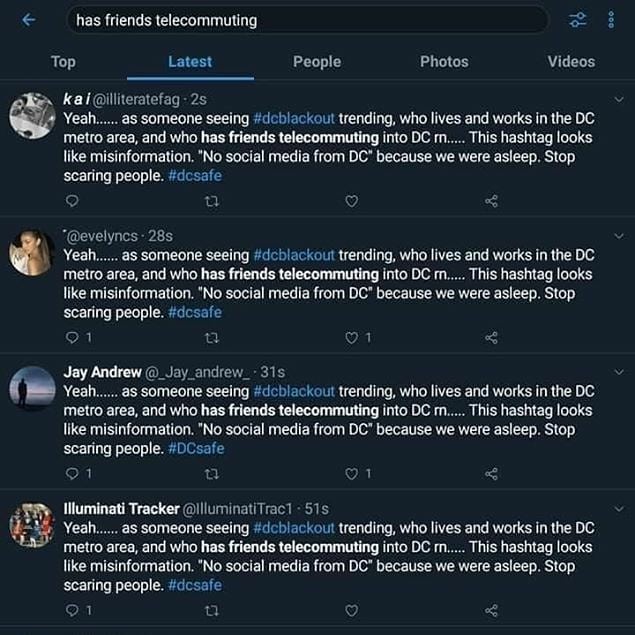 has friends telecommuting
Top Latest People Photos Videos
k a i @illiteratefag · 2s
Yeah...... as someone seeing #dcblackout trending, who lives and works in the DC
metro area, and who has friends telecommuting into DC rn..... This hashtag looks
like misinformation. "No social media from DC" because we were asleep. Stop
scaring people. #dcsafe
@evelyncs · 28s
Yeah...... as someone seeing #dcblackout trending, who lives and works in the DC
metro area, and who has friends telecommuting into DC rn..... This hashtag looks
like misinformation. "No social media from DC" because we were asleep. Stop
scaring people. #dcsafe
1 1
Jay Andrew @_Jay_andrew_ · 31s
Yeah...... as someone seeing #dcblackout trending, who lives and works in the DC
metro area, and who has friends telecommuting into DC rn..... This hashtag looks
like misinformation. "No social media from DC" because we were asleep. Stop
scaring people. #DCsafe
1 1
Illuminati Tracker @IlluminatiTrac1 · 51s
Yeah...... as someone seeing #dcblackout trending, who lives and works in the DC
metro area, and who has friends telecommuting into DC rn..... This hashtag looks
like misinformation. "No social media from DC" because we were asleep. Stop
scaring people. #dcsafe
1